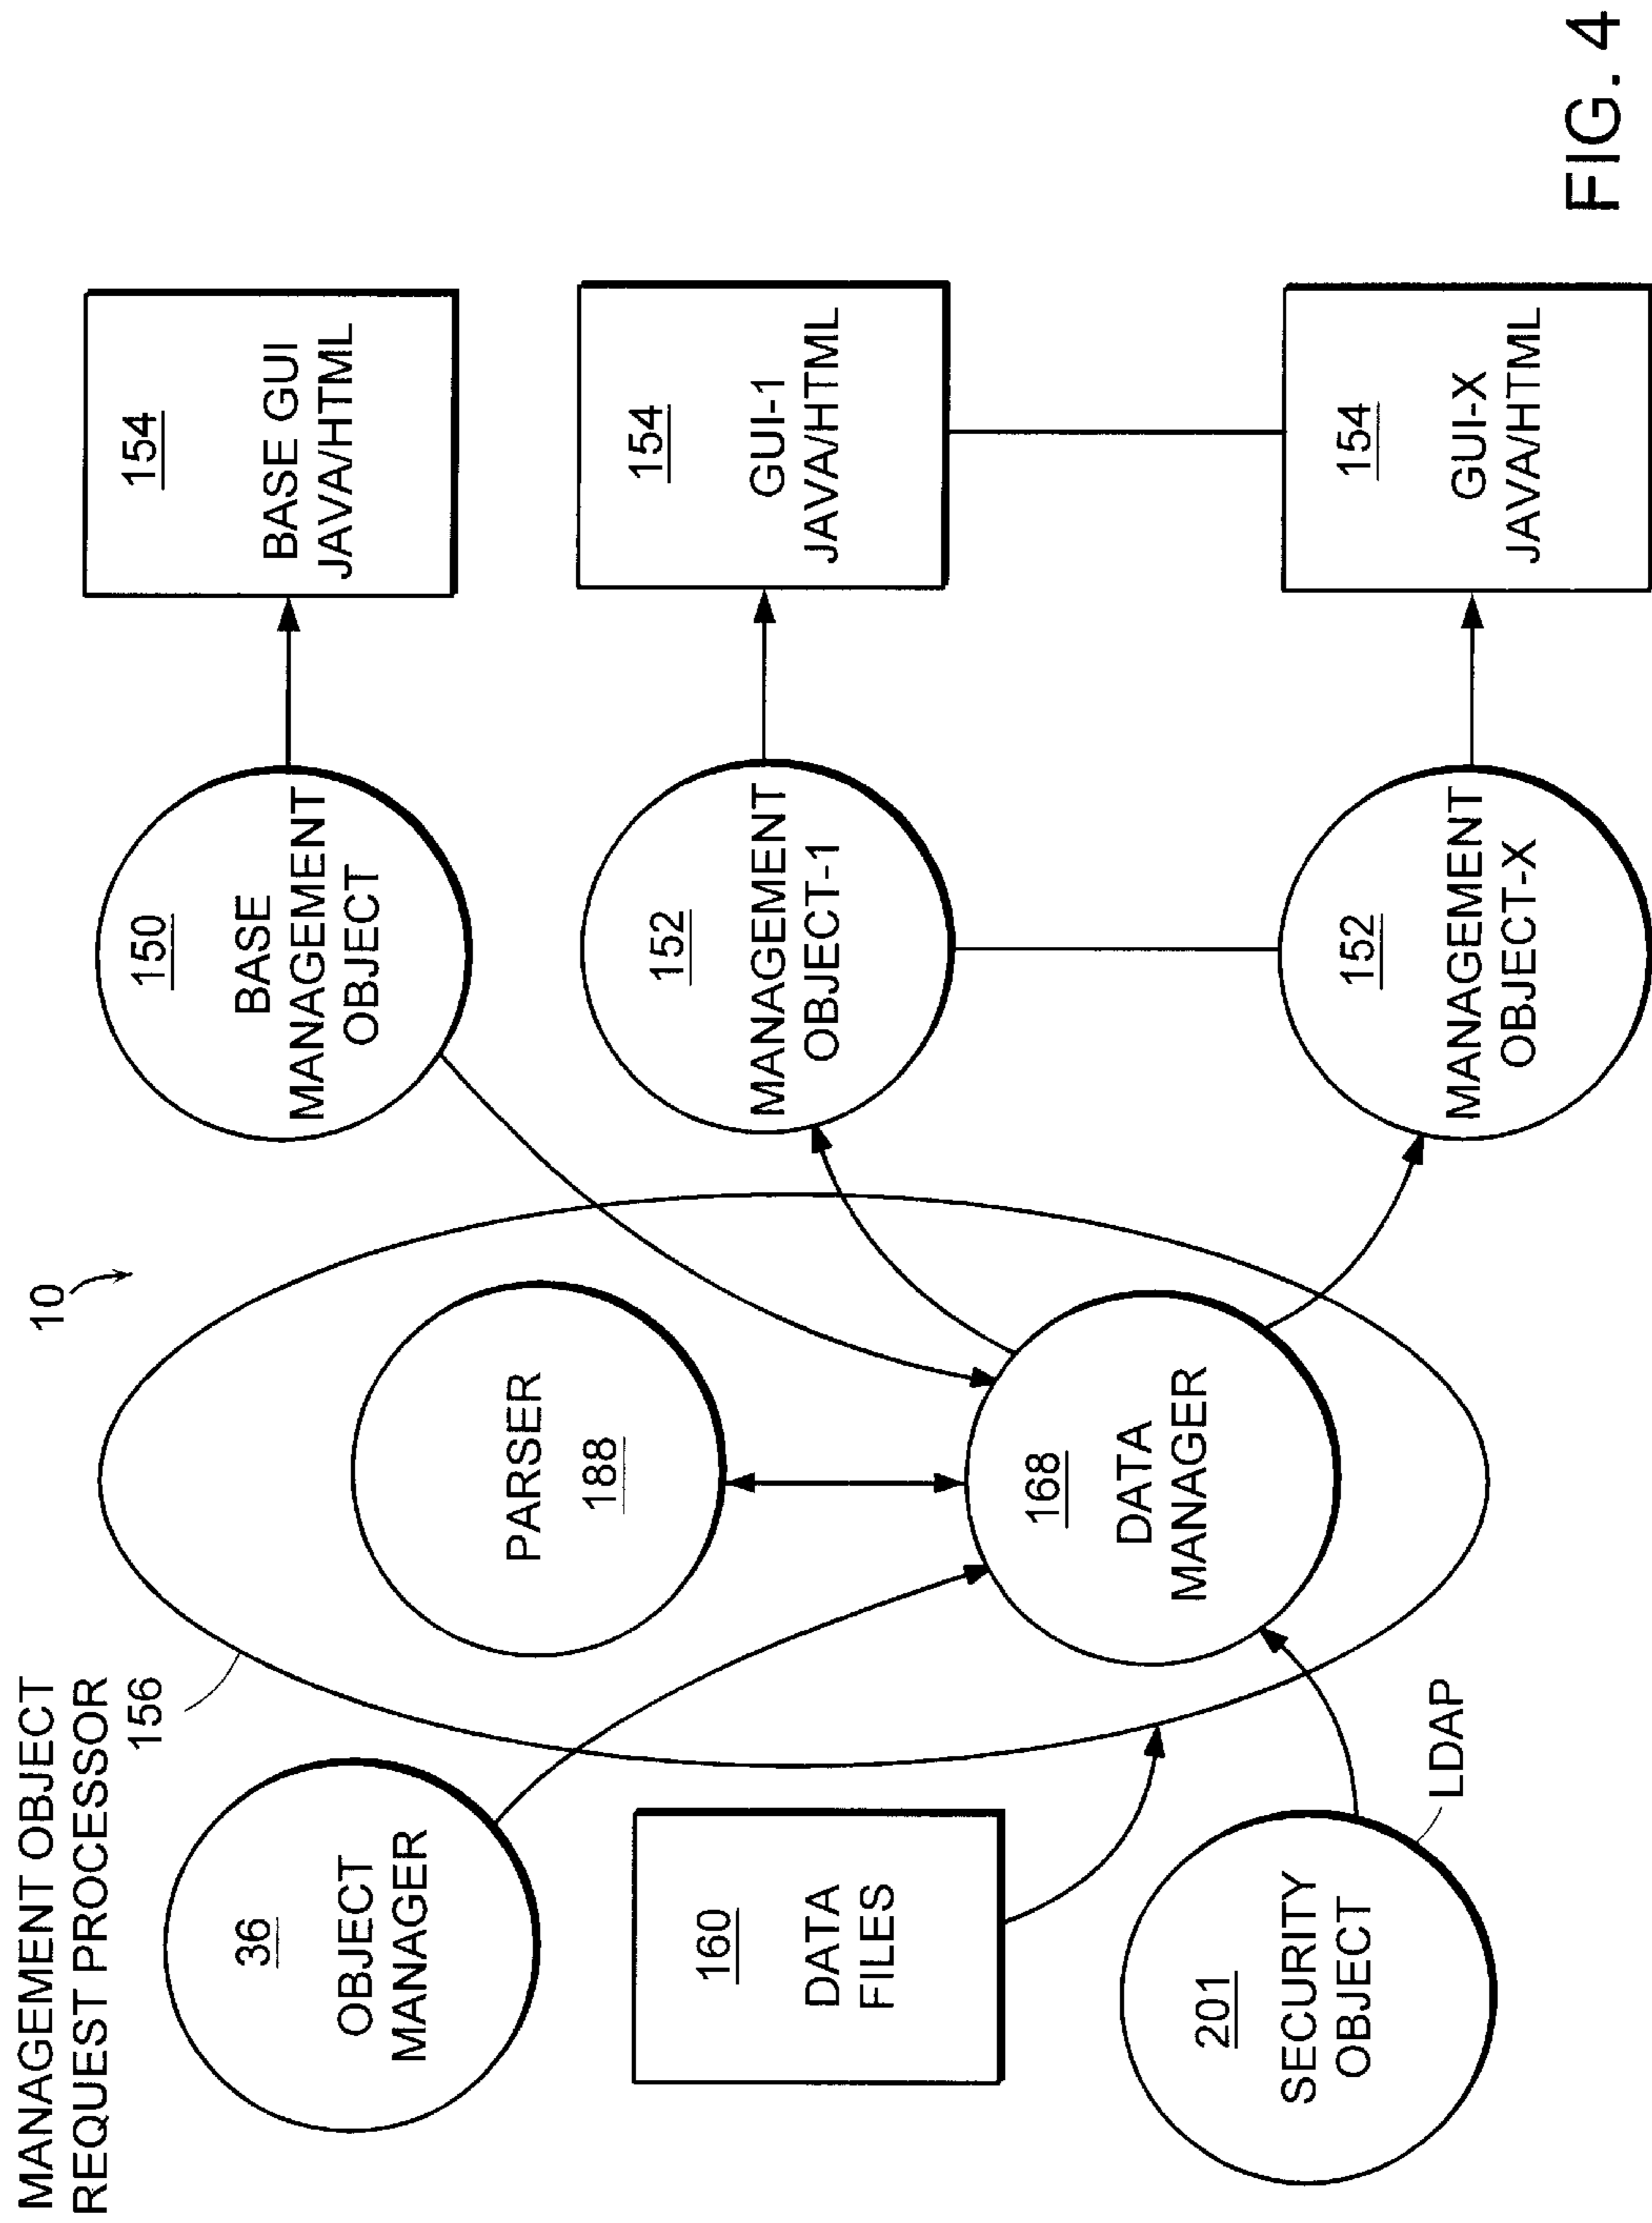 MANAGEMENT OBJECT
REQUEST PROCESSOR
156
10
36
OBJECT
MANAGER
PARSER
188
150
BASE
MANAGEMENT
OBJECT
154
BASE GUI
JAVA/HTML
160
DATA
FILES
168
DATA
MANAGER
152
MANAGEMENT
OBJECT-1
154
GUI-1
JAVA/HTML
201
SECURITY
OBJECT
LDAP
152
MANAGEMENT
OBJECT-X
154
GUI-X
JAVA/HTML
FIG. 4